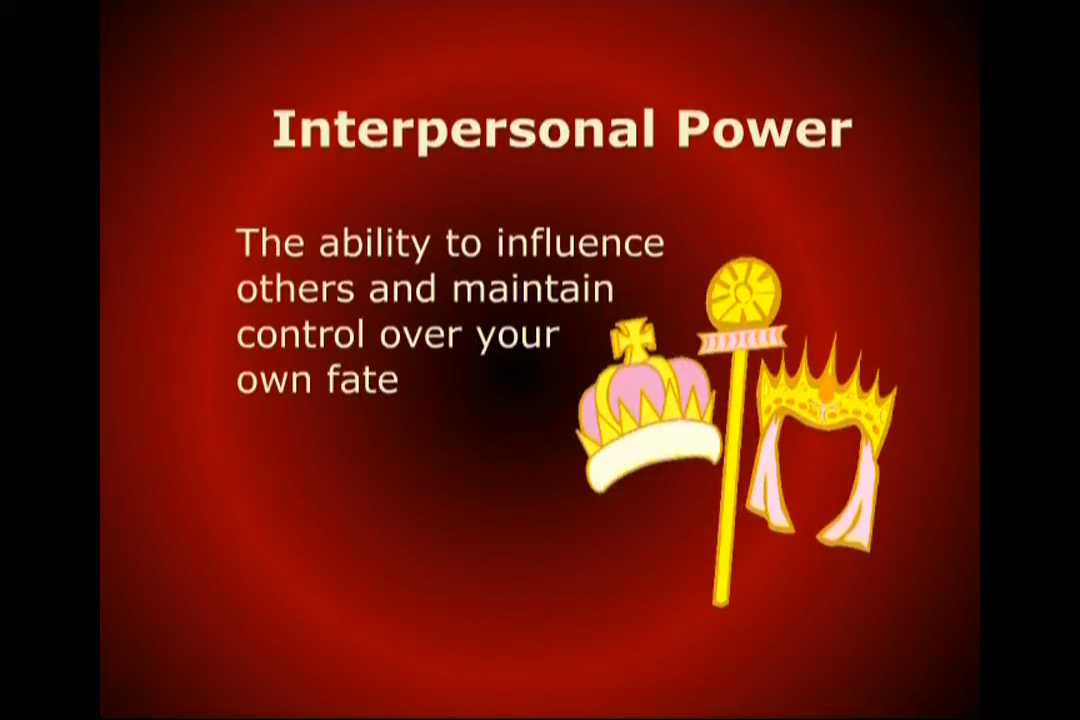 Interpersonal Power
The ability to influence
others and maintain
control over your
own fate